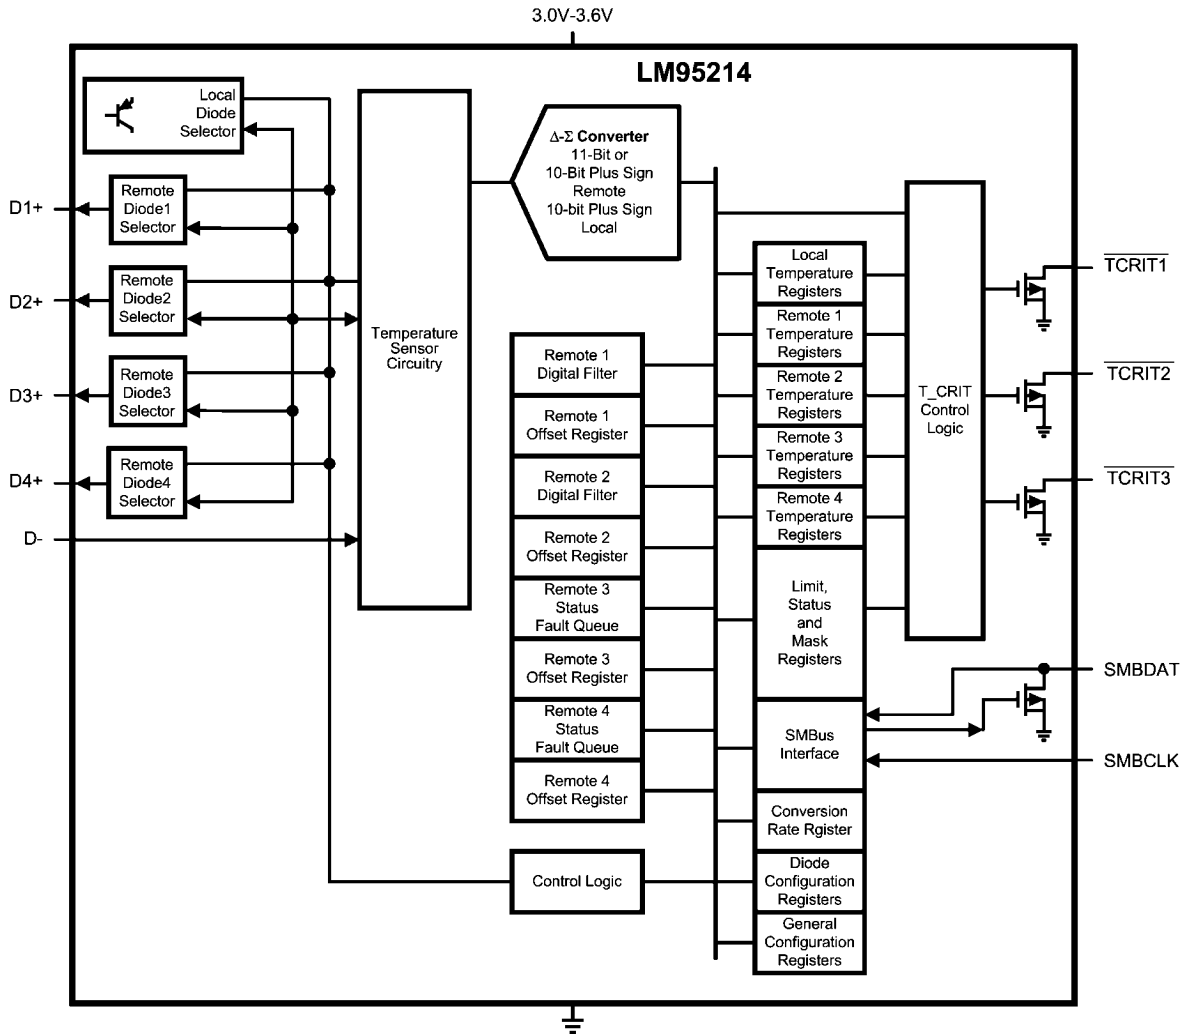 3.0V-3.6V
LM95214
Local
Diode
Selector
Remote
Diode1
Selector
Remote
Diode2
Selector
Remote
Diode3
Selector
Remote
Diode4
Selector
D1+
D2+
D3+
D4+
D-
Temperature
Sensor
Circuitry
Δ-Σ Converter
11-Bit or
10-Bit Plus Sign
Remote
10-bit Plus Sign
Local
Remote 1
Digital Filter
Remote 1
Offset Register
Remote 2
Digital Filter
Remote 2
Offset Register
Remote 3
Status
Fault Queue
Remote 3
Offset Register
Remote 4
Status
Fault Queue
Remote 4
Offset Register
Control Logic
Local
Temperature
Registers
Remote 1
Temperature
Registers
Remote 2
Temperature
Registers
Remote 3
Temperature
Registers
Remote 4
Temperature
Registers
Limit,
Status
and
Mask
Registers
SMBus
Interface
Conversion
Rate Rgister
Diode
Configuration
Registers
General
Configuration
Registers
T_CRIT
Control
Logic
TCRIT1
TCRIT2
TCRIT3
SMBDAT
SMBCLK